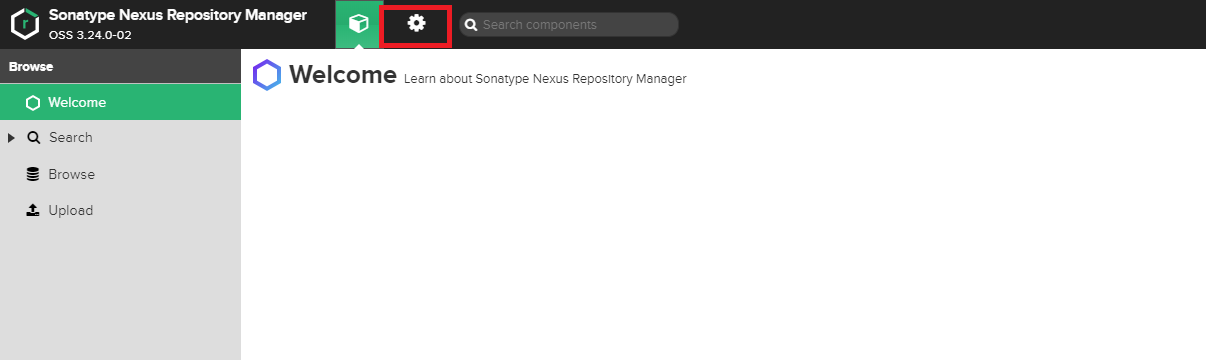 Sonatype Nexus Repository Manager
OSS 3.24.0-02
Search components
Browse
Welcome
Search
Browse
Upload
Welcome Learn about Sonatype Nexus Repository Manager